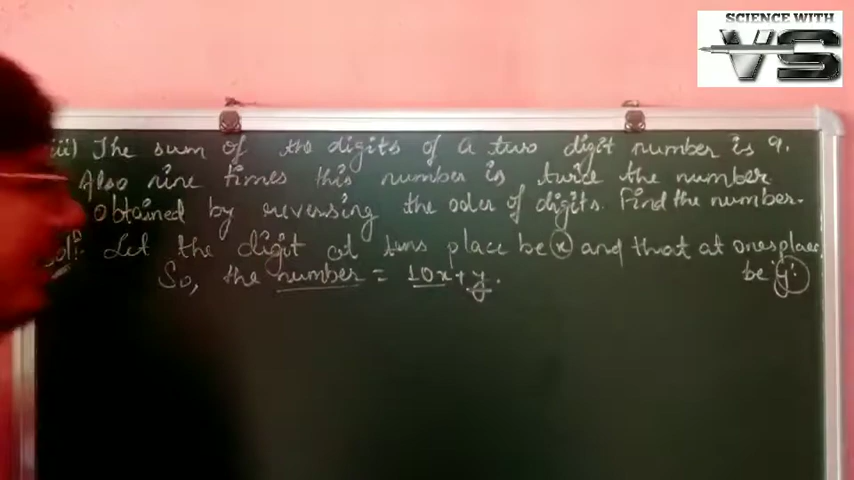 SCIENCE WITH
VS
iii) The sum of the digits of a two digit number is 9.
Also nine times this number is twice the number
obtained by reversing the order of digits. Find the number.
Solⁿ: Let the digit at tens place be x and that at ones place
be 'y'.
So, the number = 10x + y.